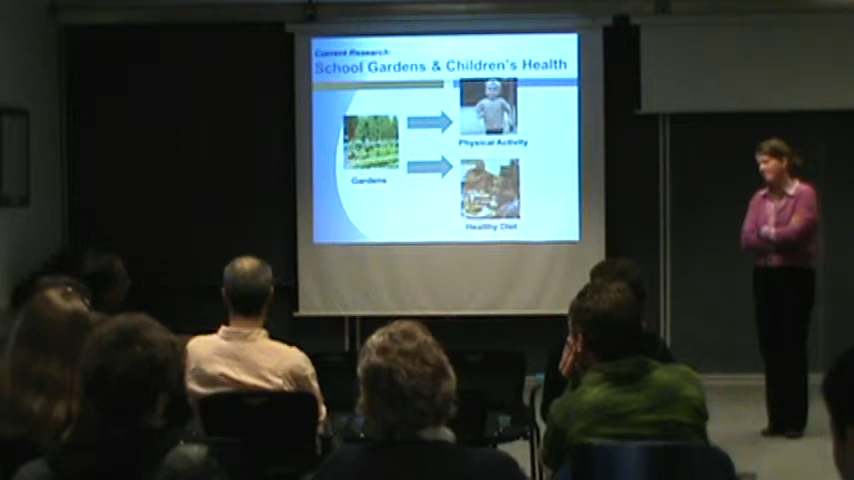 Current Research:
School Gardens & Children's Health
Physical Activity
Gardens
Healthy Diet